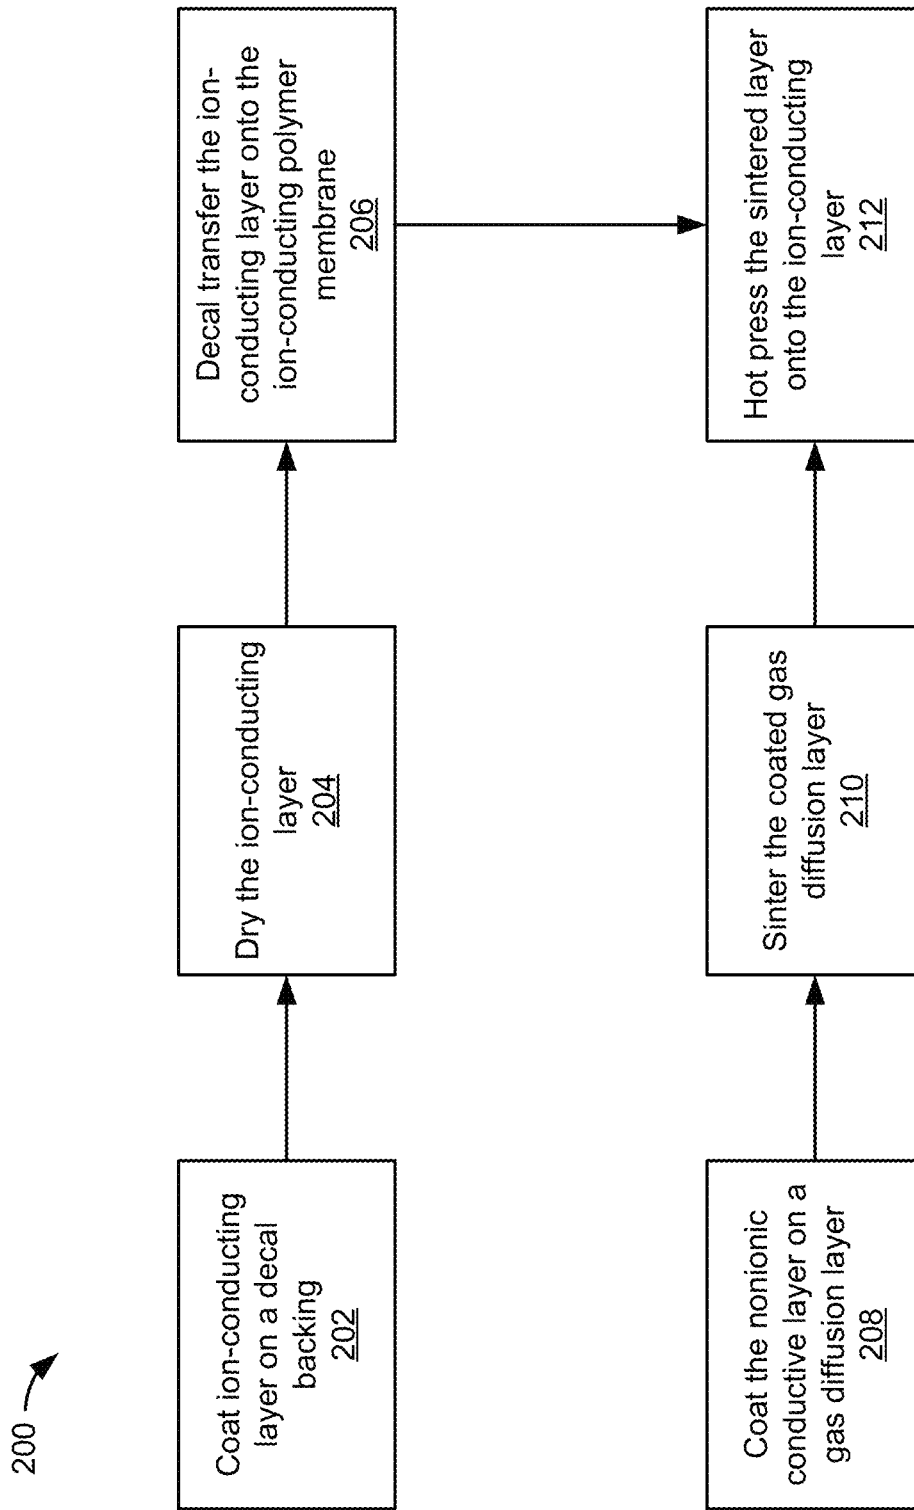 200
Coat ion-conducting
layer on a decal
backing
202
Dry the ion-conducting
layer
204
Decal transfer the ion-
conducting layer onto the
ion-conducting polymer
membrane
206
Coat the nonionic
conductive layer on a
gas diffusion layer
208
Sinter the coated gas
diffusion layer
210
Hot press the sintered layer
onto the ion-conducting
layer
212